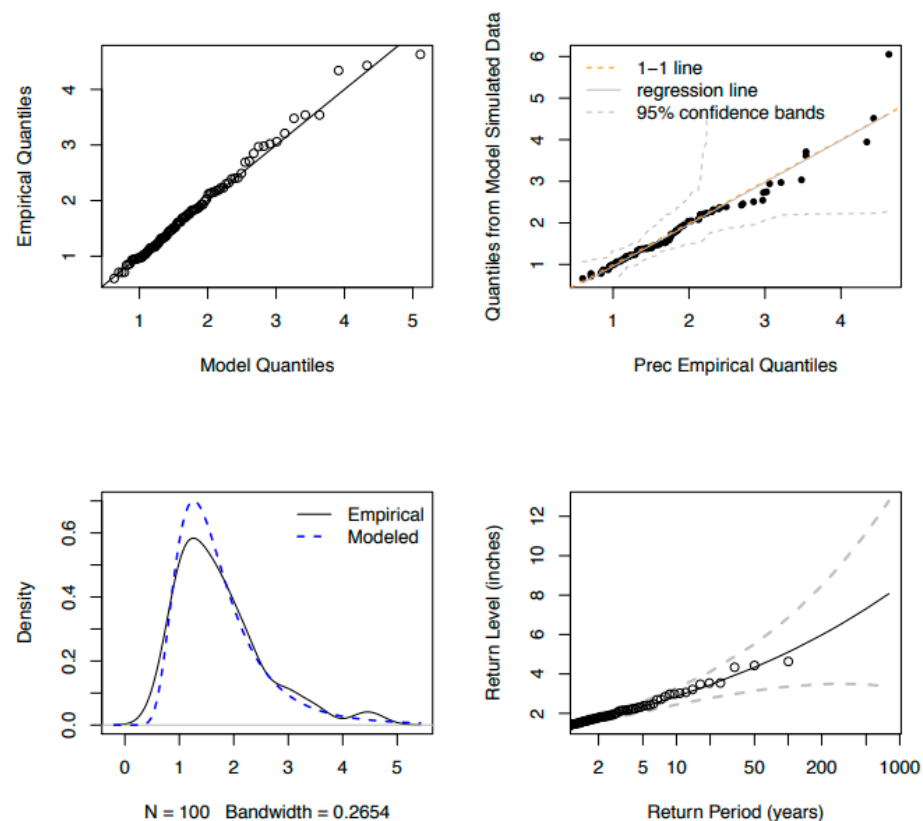 Empirical Quantiles
4
3
2
1
1 2 3 4 5
Model Quantiles
Quantiles from Model Simulated Data
6
5
4
3
2
1
1-1 line
regression line
95% confidence bands
1 2 3 4
Prec Empirical Quantiles
Density
0.6
0.4
0.2
0.0
Empirical
Modeled
0 1 2 3 4 5
N = 100 Bandwidth = 0.2654
Return Level (inches)
12
10
8
6
4
2
2 5 10 50 200 1000
Return Period (years)